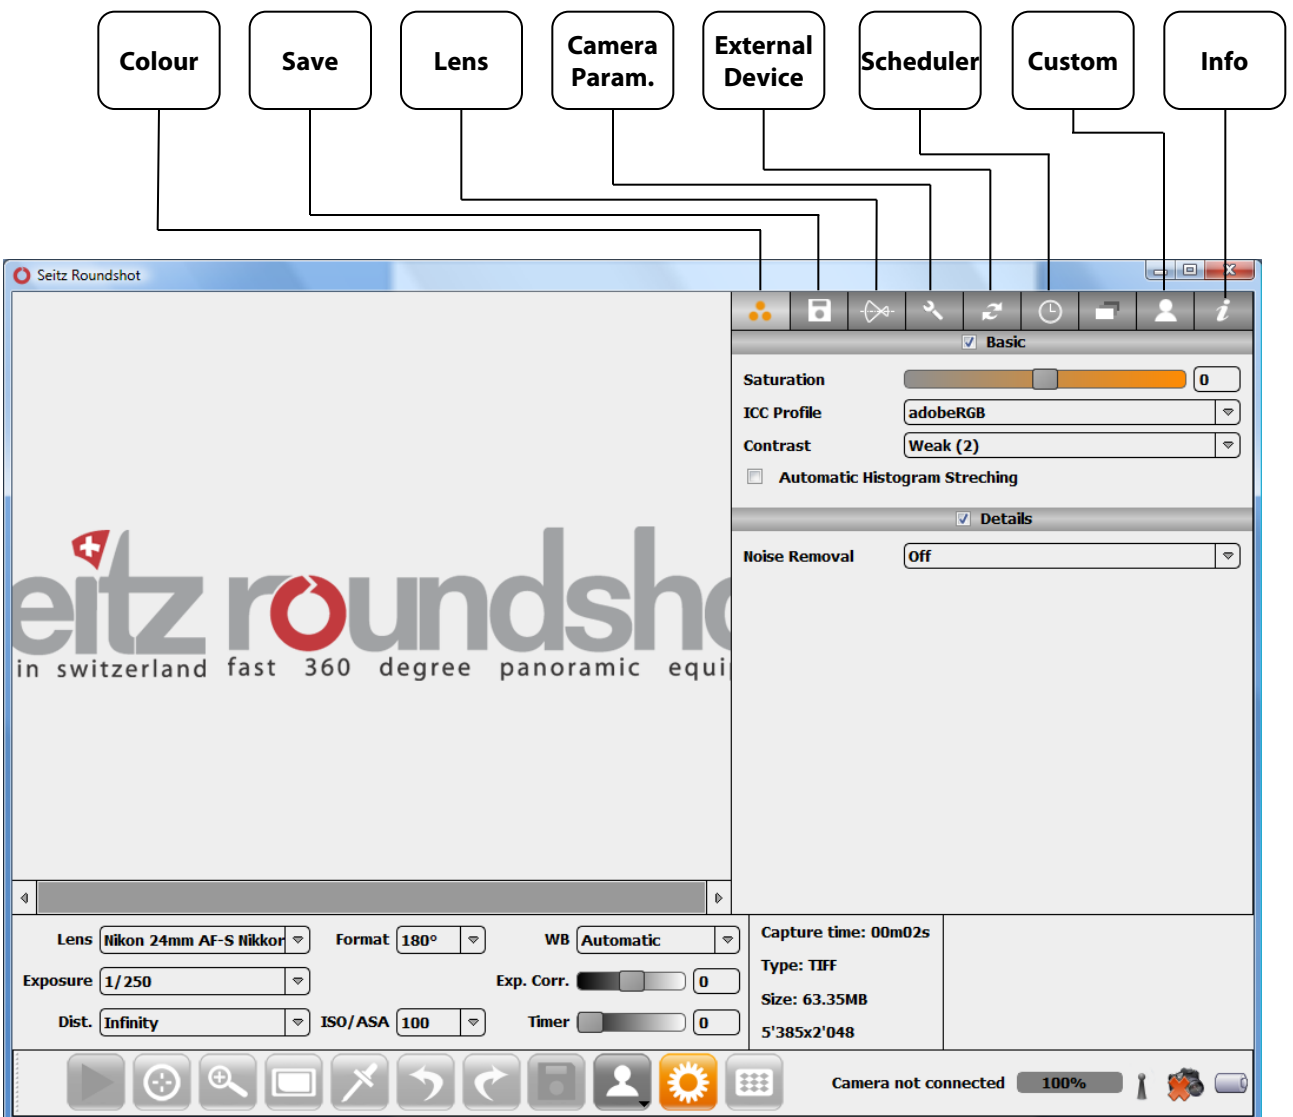 Colour
Save
Lens
Camera
Param.
External
Device
Scheduler
Custom
Info
Seitz Roundshot
Basic
Saturation 0
ICC Profile adobeRGB
Contrast Weak (2)
Automatic Histogram Streching
Details
Noise Removal Off
eitz roundsho
in switzerland fast 360 degree panoramic equi
Lens Nikon 24mm AF-S Nikkor Format 180° WB Automatic
Exposure 1/250 Exp. Corr. 0
Dist. Infinity ISO/ASA 100 Timer 0
Capture time: 00m02s
Type: TIFF
Size: 63.35MB
5'385x2'048
Camera not connected 100%